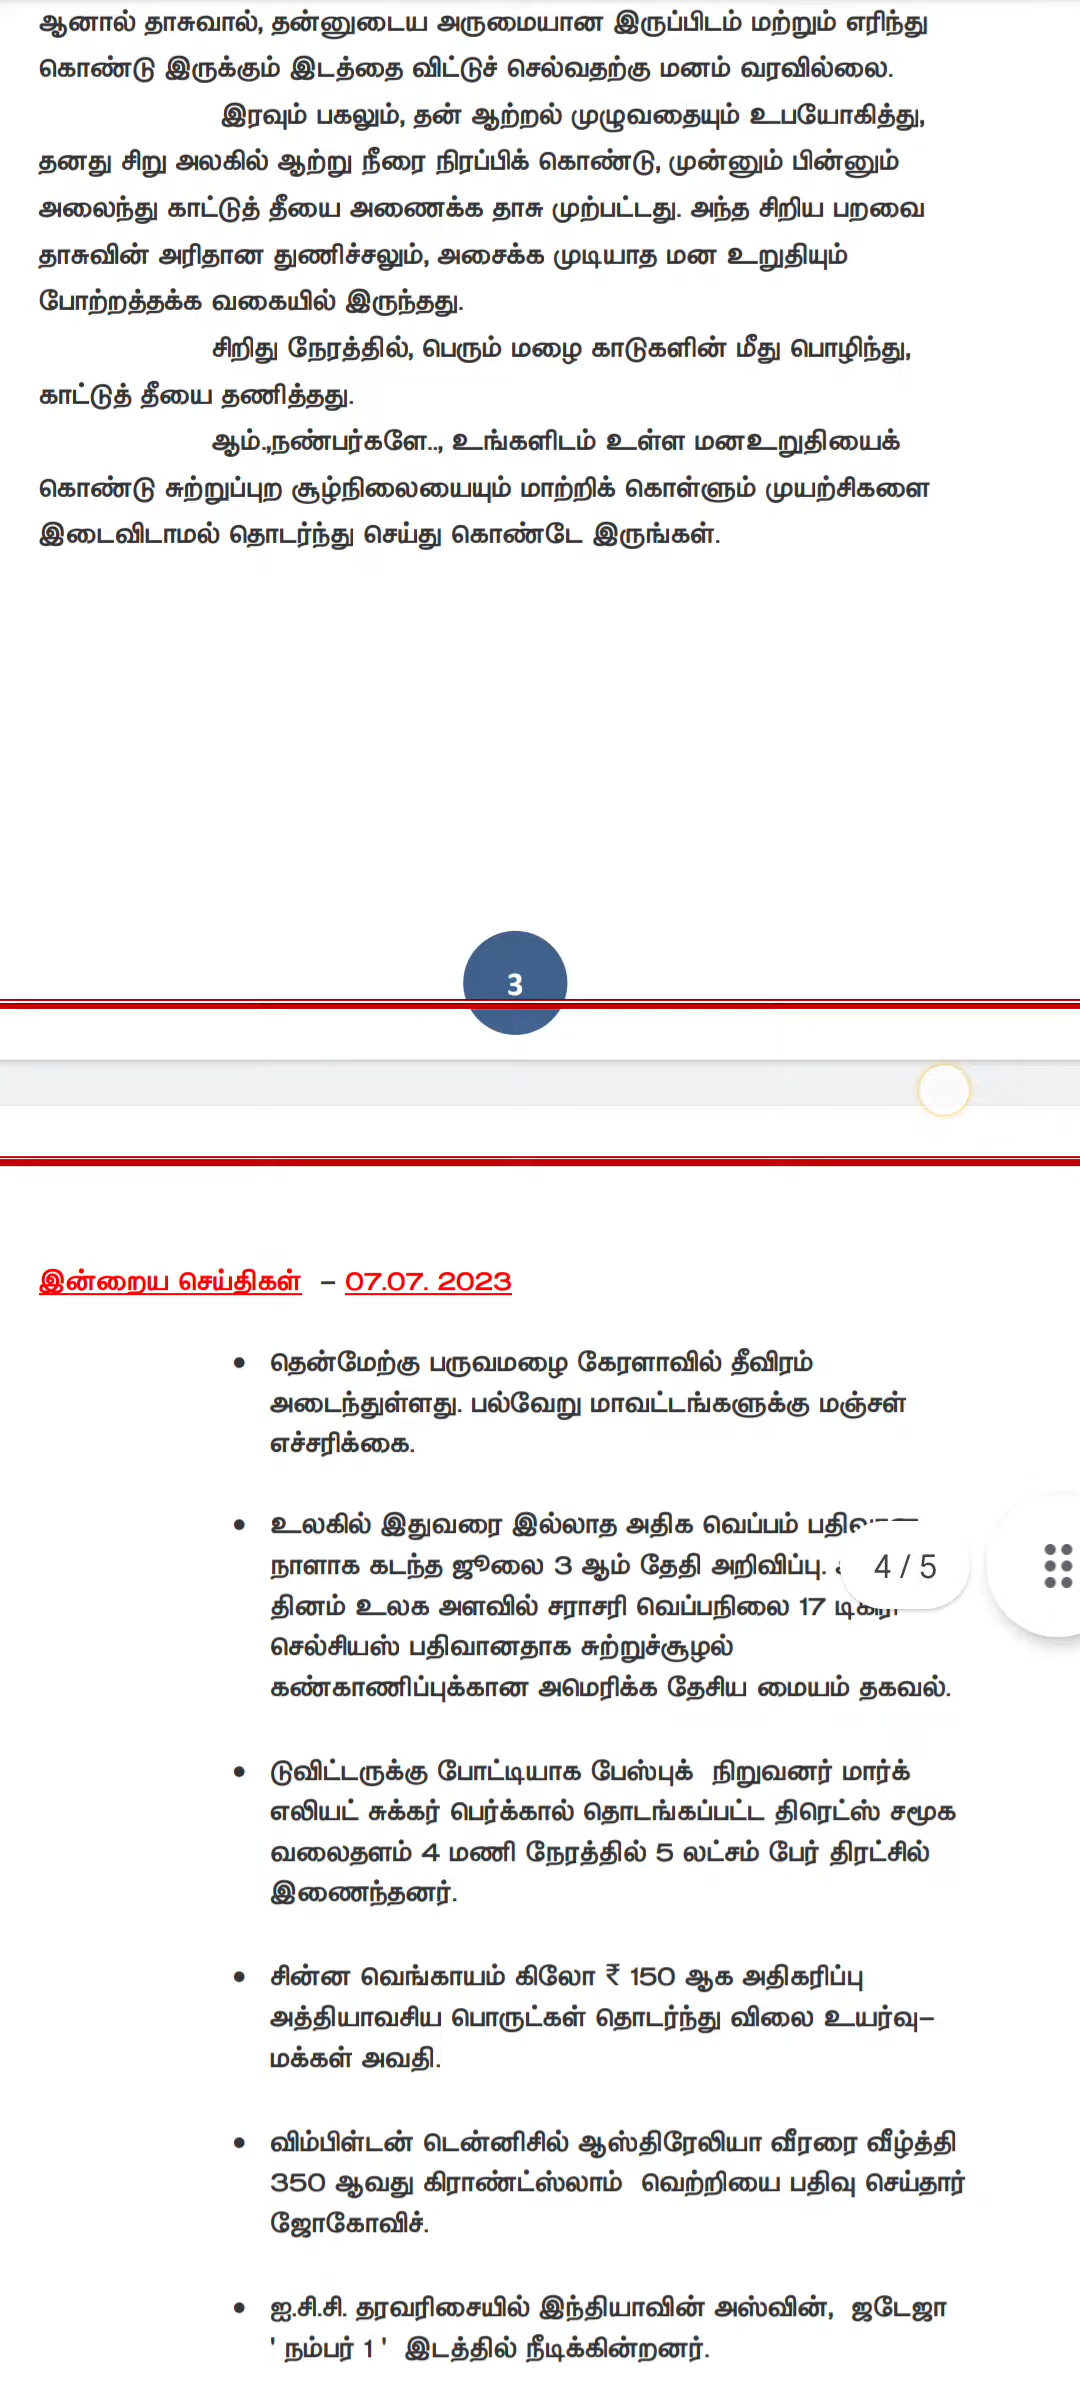 ஆனால் தாசுவால், தன்னுடைய அருமையான இருப்பிடம் மற்றும் எரிந்து
கொண்டு இருக்கும் இடத்தை விட்டுச் செல்வதற்கு மனம் வரவில்லை.
இரவும் பகலும், தன் ஆற்றல் முழுவதையும் உபயோகித்து,
தனது சிறு அலகில் ஆற்று நீரை நிரப்பிக் கொண்டு, முன்னும் பின்னும்
அலைந்து காட்டுத் தீயை அணைக்க தாசு முற்பட்டது. அந்த சிறிய பறவை
தாசுவின் அரிதான துணிச்சலும், அசைக்க முடியாத மன உறுதியும்
போற்றத்தக்க வகையில் இருந்தது.
சிறிது நேரத்தில், பெரும் மழை காடுகளின் மீது பொழிந்து,
காட்டுத் தீயை தணித்தது.
ஆம்.,நண்பர்களே.., உங்களிடம் உள்ள மனஉறுதியைக்
கொண்டு சுற்றுப்புற சூழ்நிலையையும் மாற்றிக் கொள்ளும் முயற்சிகளை
இடைவிடாமல் தொடர்ந்து செய்து கொண்டே இருங்கள்.
3
இன்றைய செய்திகள் – 07.07. 2023
• தென்மேற்கு பருவமழை கேரளாவில் தீவிரம்
அடைந்துள்ளது. பல்வேறு மாவட்டங்களுக்கு மஞ்சள்
எச்சரிக்கை.
• உலகில் இதுவரை இல்லாத அதிக வெப்பம்
நாளாக கடந்த ஜூலை 3 ஆம் தேதி அறிவிப்பு. 4 / 5
தினம் உலக அளவில் சராசரி வெப்பநிலை 17 டிகிரி
செல்சியஸ் பதிவானதாக சுற்றுச்சூழல்
கண்காணிப்புக்கான அமெரிக்க தேசிய மையம் தகவல்.
• டுவிட்டருக்கு போட்டியாக பேஸ்புக் நிறுவனர் மார்க்
எலியட் சுக்கர் பெர்க்கால் தொடங்கப்பட்ட திரெட்ஸ் சமூக
வலைதளம் 4 மணி நேரத்தில் 5 லட்சம் பேர் திரட்சில்
இணைந்தனர்.
• சின்ன வெங்காயம் கிலோ ₹ 150 ஆக அதிகரிப்பு
அத்தியாவசிய பொருட்கள் தொடர்ந்து விலை உயர்வு–
மக்கள் அவதி.
• விம்பிள்டன் டென்னிசில் ஆஸ்திரேலியா வீரரை வீழ்த்தி
350 ஆவது கிராண்ட்ஸ்லாம் வெற்றியை பதிவு செய்தார்
ஜோகோவிச்.
• ஐ.சி.சி. தரவரிசையில் இந்தியாவின் அஸ்வின், ஜடேஜா
' நம்பர் 1 ' இடத்தில் நீடிக்கின்றனர்.